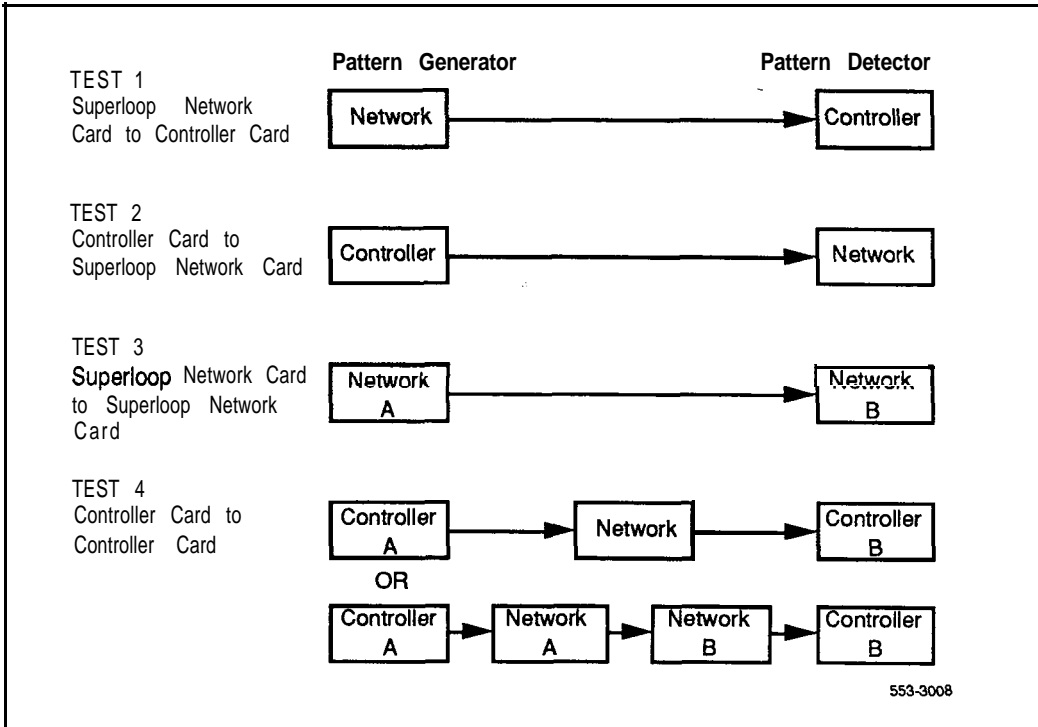 Pattern Generator Pattern Detector
TEST 1
Superloop Network
Card to Controller Card
Network
Controller
TEST 2
Controller Card to
Superloop Network Card
Controller
Network
TEST 3
Superloop Network Card
to Superloop Network
Card
Network
A
Network
B
TEST 4
Controller Card to
Controller Card
Controller
A
Network
Controller
B
OR
Controller
A
Network
A
Network
B
Controller
B
553-3008